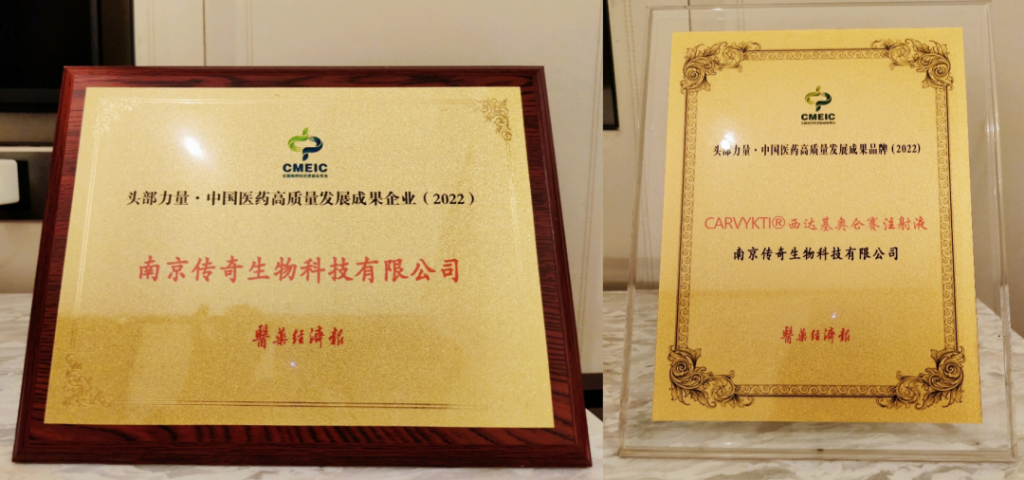 CMEIC
头部力量·中国医药高质量发展成果企业(2022)
南京传奇生物科技有限公司
醫藥經濟報
CMEIC
头部力量·中国医药高质量发展成果品牌(2022)
CARVYKTI®西达基奥仑赛注射液
南京传奇生物科技有限公司
醫藥經濟報